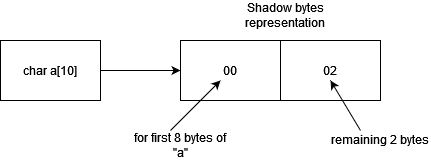 Shadow bytes
representation
char a[10]
00
02
for first 8 bytes of
"a"
remaining 2 bytes